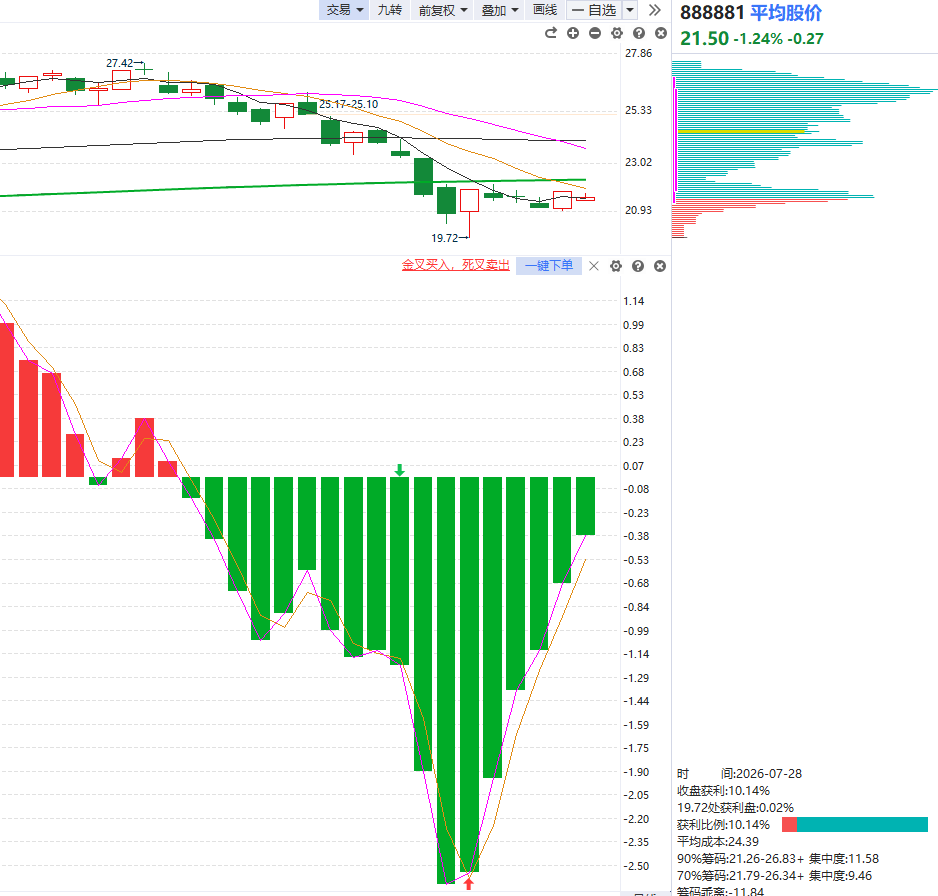 交易 九转 前复权 叠加 画线 一 自选
888881 平均股价
21.50 -1.24% -0.27
27.86
27.42
25.17-25.10
25.33
23.02
20.93
19.72
金叉买入，死叉卖出 一键下单
1.14
0.99
0.83
0.68
0.53
0.38
0.23
0.07
-0.08
-0.23
-0.38
-0.53
-0.68
-0.84
-0.99
-1.14
-1.29
-1.44
-1.59
-1.75
-1.90
-2.05
-2.20
-2.35
-2.50
时 间:2026-07-28
收盘获利:10.14%
19.72处获利盘:0.02%
获利比例:10.14%
平均成本:24.39
90%筹码:21.26-26.83+ 集中度:11.58
70%筹码:21.79-26.34+ 集中度:9.46
筹码乖离:-11.84